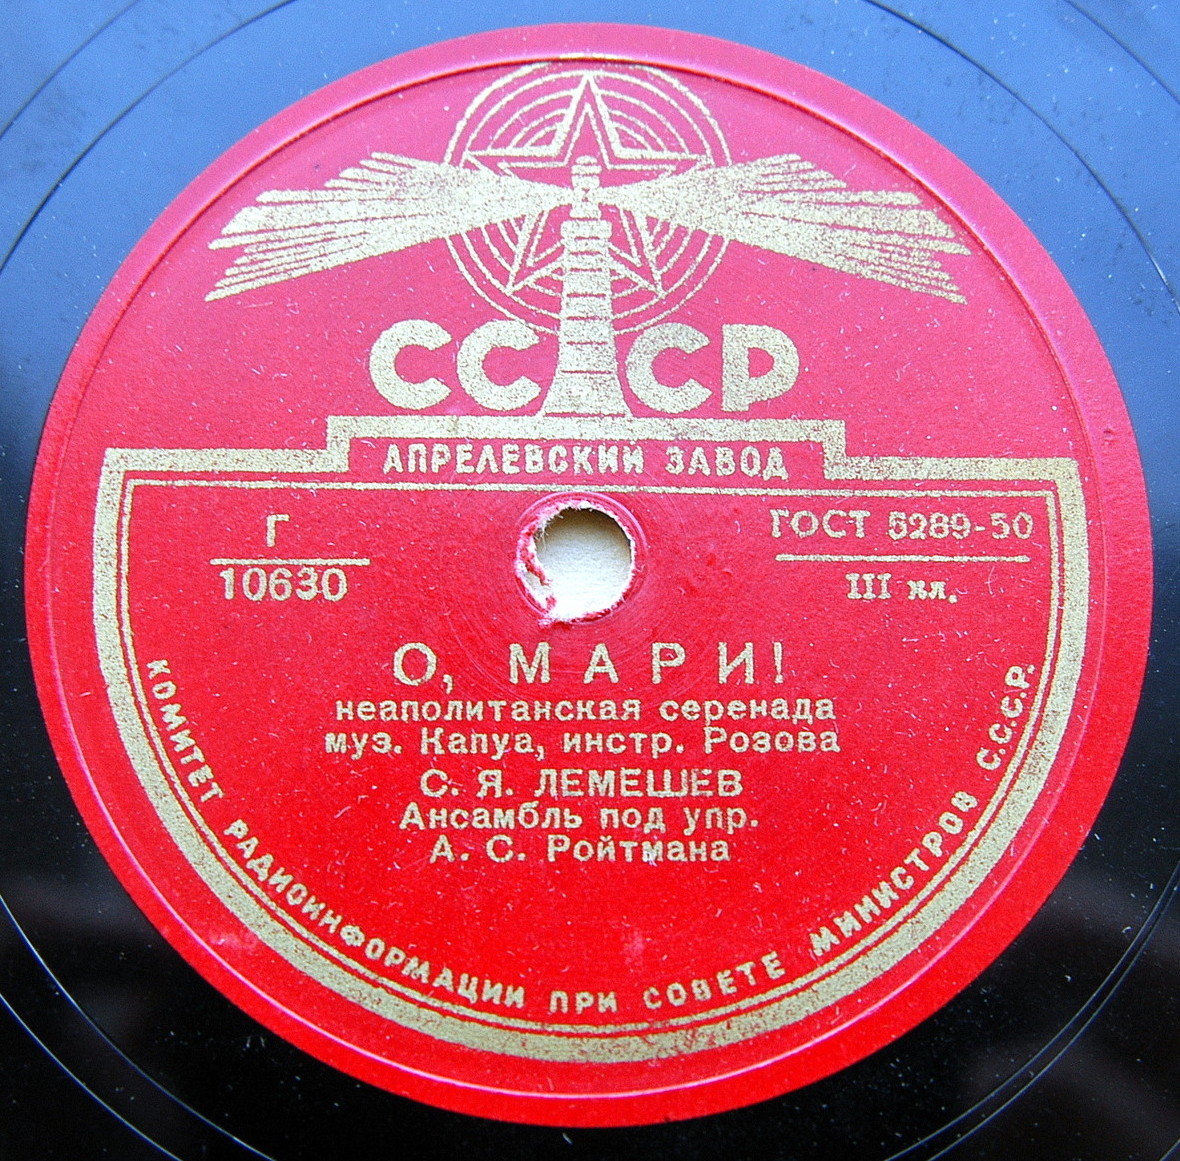 СССР
АПРЕЛЕВСКИЙ ЗАВОД
Г
10630
ГОСТ 5289-50
III кл.
О, МАРИ!
неаполитанская серенада
муз. Капуа, инстр. Розова
С. Я. ЛЕМЕШЕВ
Ансамбль под упр.
А. С. Ройтмана
КОМИТЕТ РАДИОИНФОРМАЦИИ ПРИ СОВЕТЕ МИНИСТРОВ С.С.С.Р.